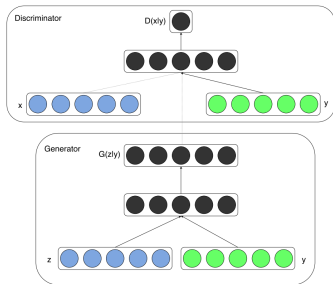 Discriminator
D(x|y)
x
y
Generator
G(z|y)
z
y